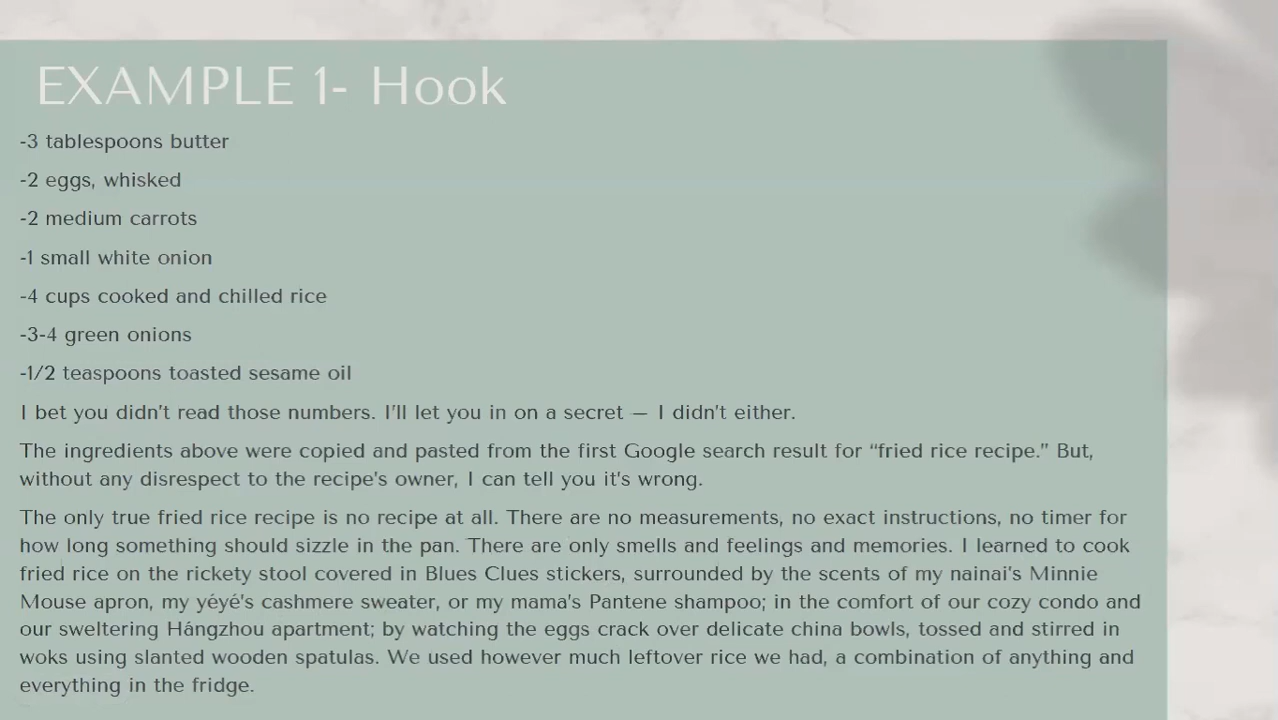 EXAMPLE 1- Hook
-3 tablespoons butter
-2 eggs, whisked
-2 medium carrots
-1 small white onion
-4 cups cooked and chilled rice
-3-4 green onions
-1/2 teaspoons toasted sesame oil
I bet you didn't read those numbers. I'll let you in on a secret — I didn't either.
The ingredients above were copied and pasted from the first Google search result for “fried rice recipe.” But,
without any disrespect to the recipe's owner, I can tell you it's wrong.
The only true fried rice recipe is no recipe at all. There are no measurements, no exact instructions, no timer for
how long something should sizzle in the pan. There are only smells and feelings and memories. I learned to cook
fried rice on the rickety stool covered in Blues Clues stickers, surrounded by the scents of my nainai's Minnie
Mouse apron, my yéyé's cashmere sweater, or my mama's Pantene shampoo; in the comfort of our cozy condo and
our sweltering Hángzhou apartment; by watching the eggs crack over delicate china bowls, tossed and stirred in
woks using slanted wooden spatulas. We used however much leftover rice we had, a combination of anything and
everything in the fridge.